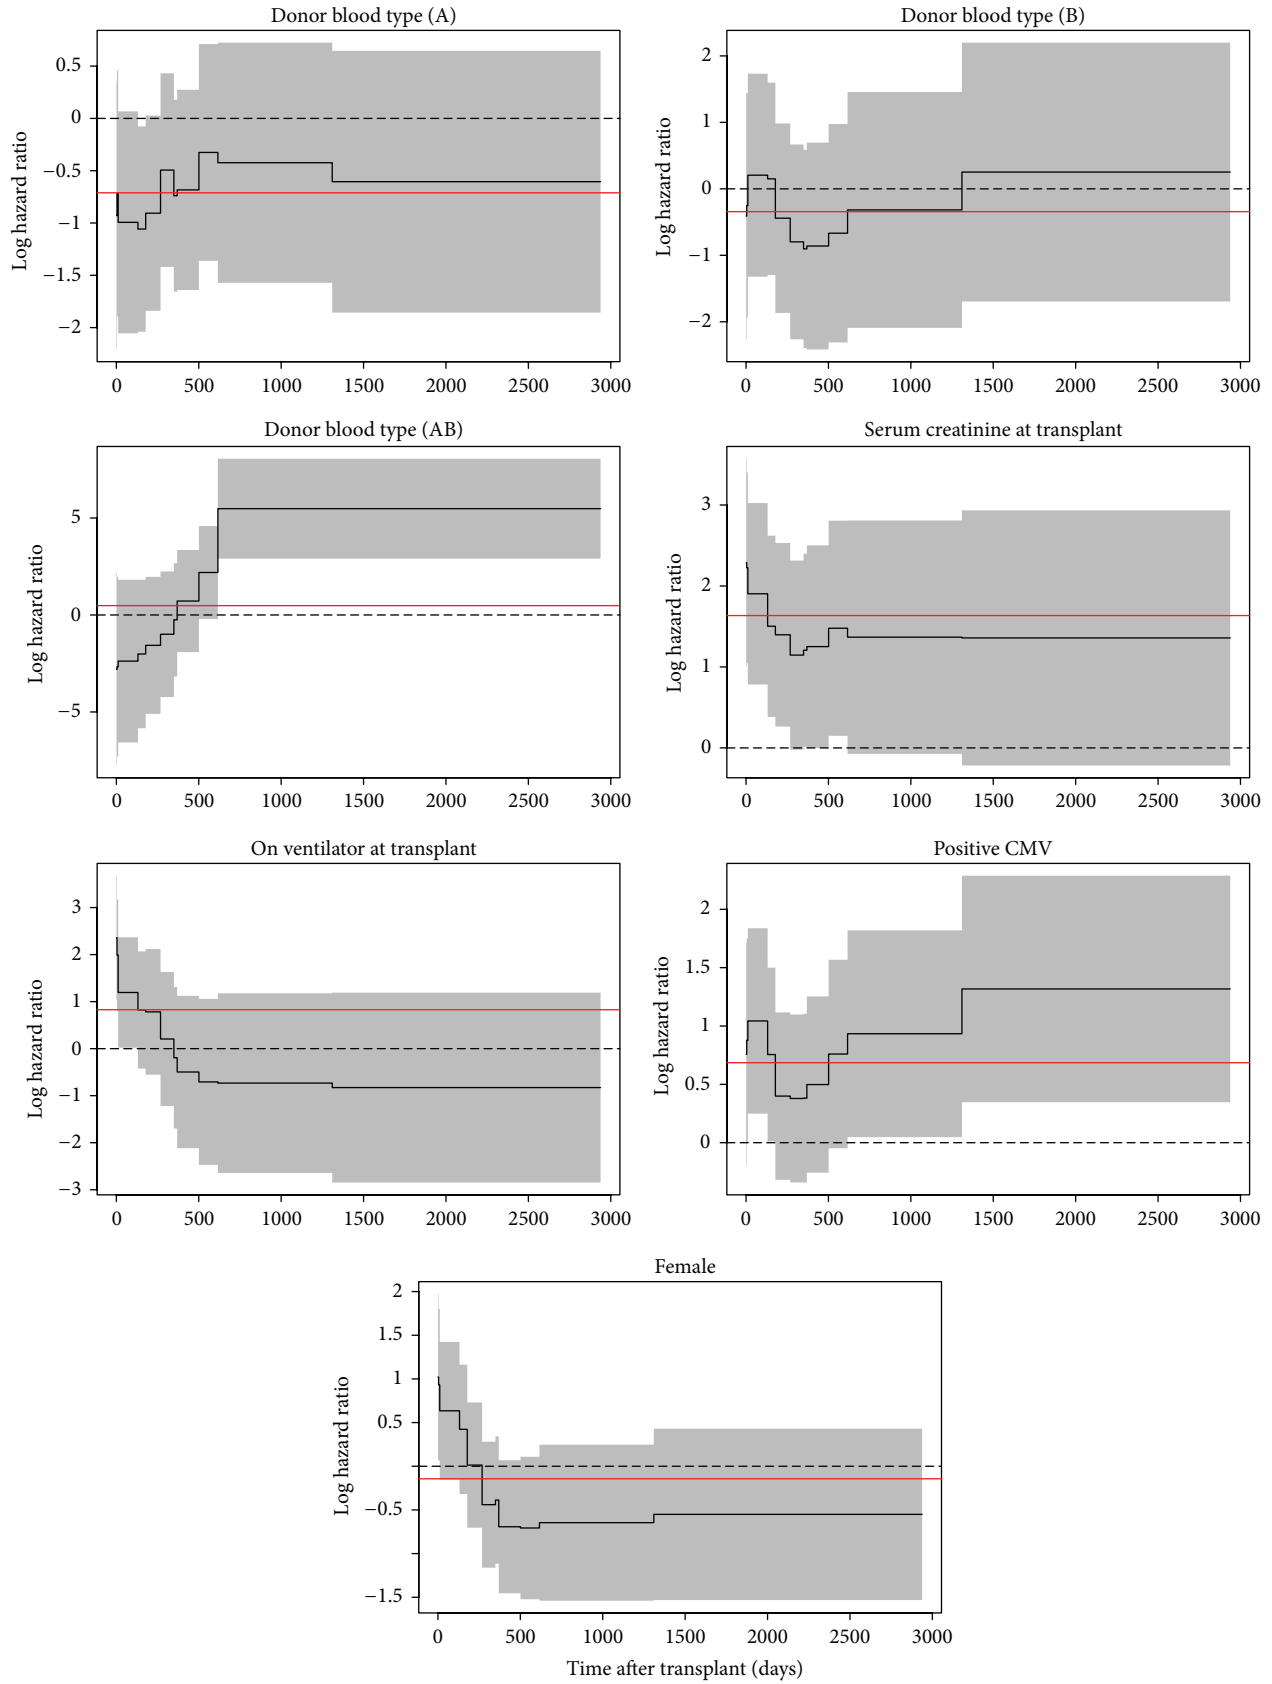 Donor blood type (A)
Log hazard ratio
0.5
0
−0.5
−1
−1.5
−2
0 500 1000 1500 2000 2500 3000
Donor blood type (B)
Log hazard ratio
2
1
0
−1
−2
0 500 1000 1500 2000 2500 3000
Donor blood type (AB)
Log hazard ratio
5
0
−5
0 500 1000 1500 2000 2500 3000
Serum creatinine at transplant
Log hazard ratio
3
2
1
0
0 500 1000 1500 2000 2500 3000
On ventilator at transplant
Log hazard ratio
3
2
1
0
−1
−2
−3
0 500 1000 1500 2000 2500 3000
Positive CMV
Log hazard ratio
2
1.5
1
0.5
0
0 500 1000 1500 2000 2500 3000
Female
Log hazard ratio
2
1.5
1
0.5
−0.5
−1.5
0 500 1000 1500 2000 2500 3000
Time after transplant (days)